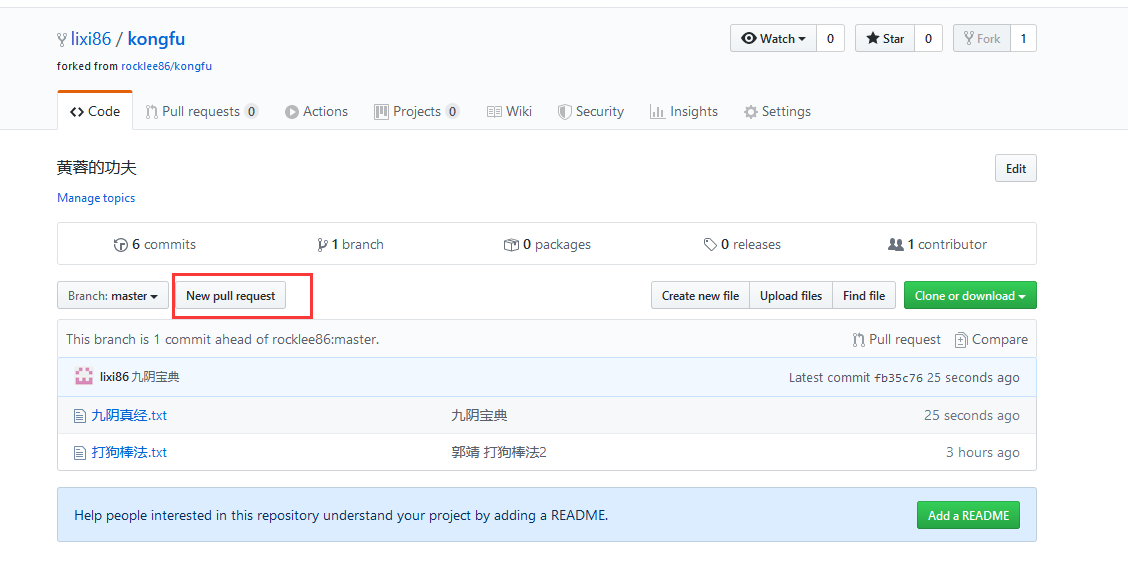 lixi86 / kongfu
Watch 0 Star 0 Fork 1
forked from rocklee86/kongfu
Code Pull requests 0 Actions Projects 0 Wiki Security Insights Settings
黄蓉的功夫 Edit
Manage topics
6 commits 1 branch 0 packages 0 releases 1 contributor
Branch: master New pull request Create new file Upload files Find file Clone or download
This branch is 1 commit ahead of rocklee86:master. Pull request Compare
lixi86 九阴宝典 Latest commit fb35c76 25 seconds ago
九阴真经.txt 九阴宝典 25 seconds ago
打狗棒法.txt 郭靖 打狗棒法2 3 hours ago
Help people interested in this repository understand your project by adding a README. Add a README